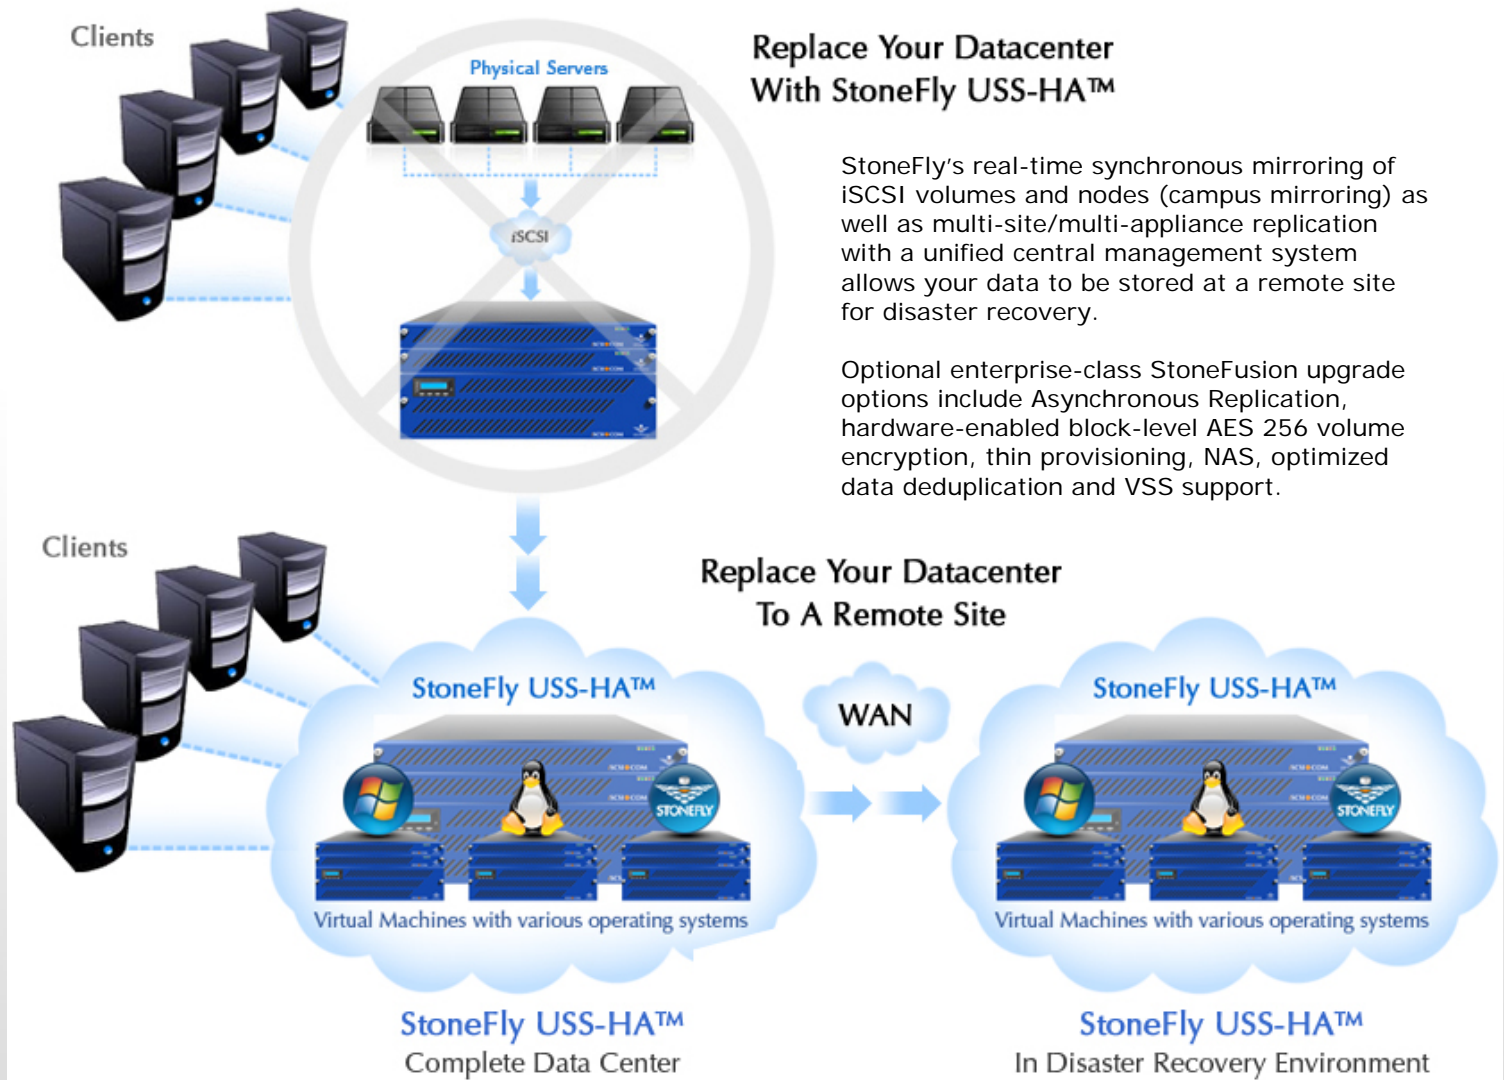 Clients
Physical Servers
iSCSI
Replace Your Datacenter
With StoneFly USS-HA™
StoneFly's real-time synchronous mirroring of
iSCSI volumes and nodes (campus mirroring) as
well as multi-site/multi-appliance replication
with a unified central management system
allows your data to be stored at a remote site
for disaster recovery.
Optional enterprise-class StoneFusion upgrade
options include Asynchronous Replication,
hardware-enabled block-level AES 256 volume
encryption, thin provisioning, NAS, optimized
data deduplication and VSS support.
Clients
Replace Your Datacenter
To A Remote Site
StoneFly USS-HA™
STONEFLY
Virtual Machines with various operating systems
StoneFly USS-HA™
Complete Data Center
WAN
StoneFly USS-HA™
STONEFLY
Virtual Machines with various operating systems
StoneFly USS-HA™
In Disaster Recovery Environment